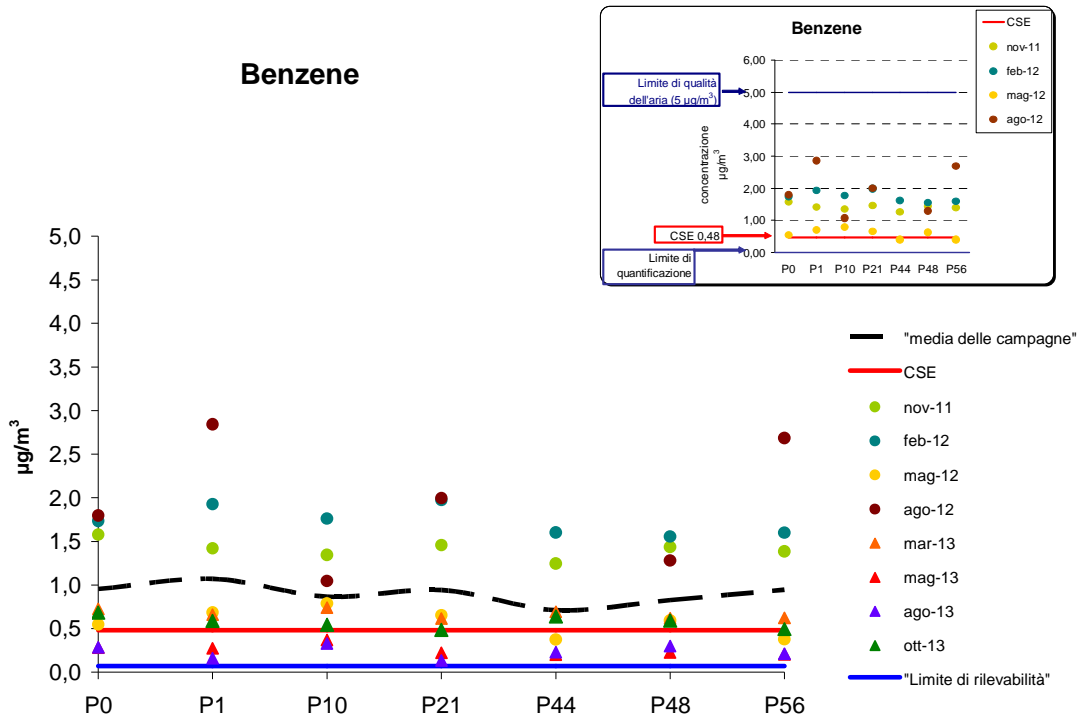 Benzene
5,0
4,5
4,0
3,5
3,0
2,5
2,0
1,5
1,0
0,5
0,0
µg/m³
P0 P1 P10 P21 P44 P48 P56
Benzene
6,00
5,00
4,00
3,00
2,00
1,00
0,00
concentrazione
µg/m³
Limite di qualità
dell'aria (5 µg/m³)
CSE 0,48
Limite di
quantificazione
P0 P1 P10 P21 P44 P48 P56
CSE
nov-11
feb-12
mag-12
ago-12
"media delle campagne"
CSE
nov-11
feb-12
mag-12
ago-12
mar-13
mag-13
ago-13
ott-13
"Limite di rilevabilità"